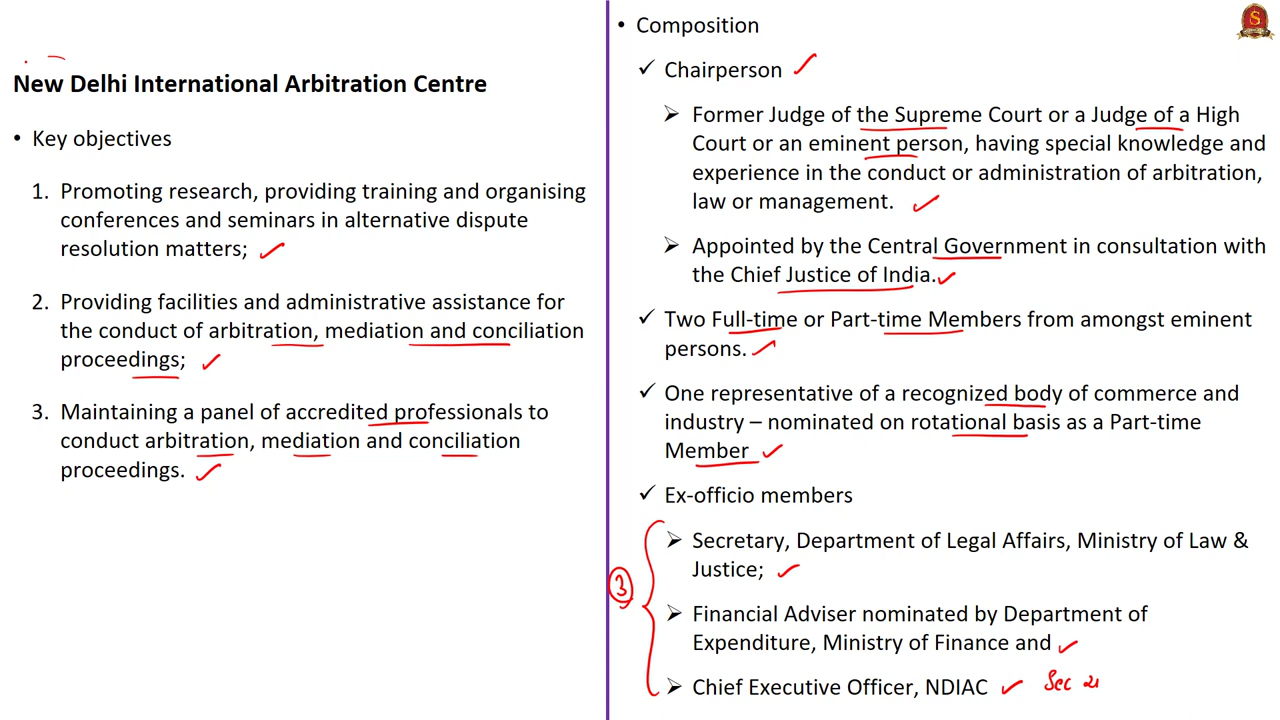 New Delhi International Arbitration Centre
• Key objectives
1. Promoting research, providing training and organising
conferences and seminars in alternative dispute
resolution matters;
2. Providing facilities and administrative assistance for
the conduct of arbitration, mediation and conciliation
proceedings;
3. Maintaining a panel of accredited professionals to
conduct arbitration, mediation and conciliation
proceedings.
• Composition
✓ Chairperson
➢ Former Judge of the Supreme Court or a Judge of a High
Court or an eminent person, having special knowledge and
experience in the conduct or administration of arbitration,
law or management.
➢ Appointed by the Central Government in consultation with
the Chief Justice of India.
✓ Two Full-time or Part-time Members from amongst eminent
persons.
✓ One representative of a recognized body of commerce and
industry – nominated on rotational basis as a Part-time
Member
✓ Ex-officio members
3
➢ Secretary, Department of Legal Affairs, Ministry of Law &
Justice;
➢ Financial Adviser nominated by Department of
Expenditure, Ministry of Finance and
➢ Chief Executive Officer, NDIAC Sec